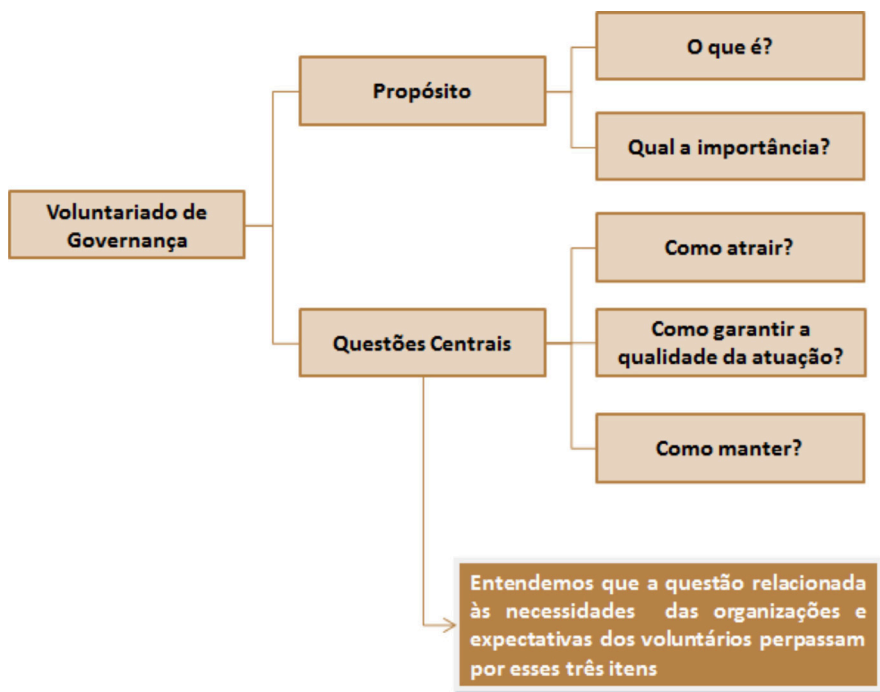 Voluntariado de
Governança
Propósito
O que é?
Qual a importância?
Questões Centrais
Como atrair?
Como garantir a
qualidade da atuação?
Como manter?
Entendemos que a questão relacionada
às necessidades das organizações e
expectativas dos voluntários perpassam
por esses três itens